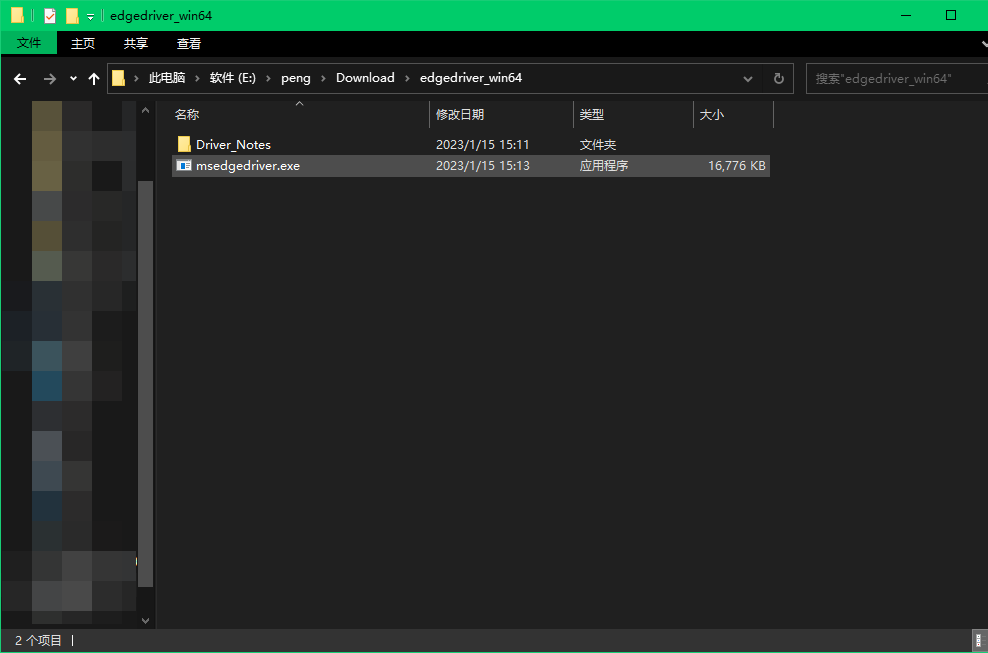 edgedriver_win64
文件 主页 共享 查看
此电脑 软件 (E:) peng Download edgedriver_win64 搜索"edgedriver_win64"
名称 修改日期 类型 大小
Driver_Notes 2023/1/15 15:11 文件夹
msedgedriver.exe 2023/1/15 15:13 应用程序 16,776 KB
2 个项目